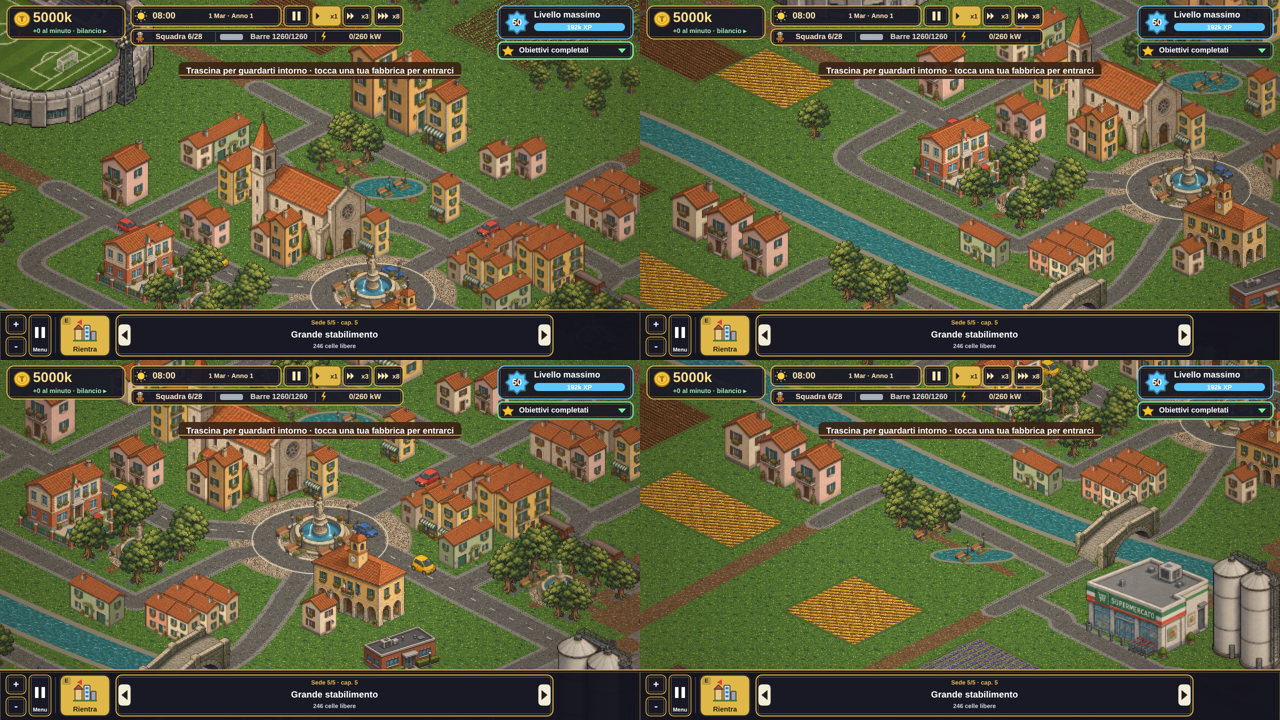 5000k
+0 al minuto · bilancio ▸
08:00
1 Mar · Anno 1
x1
x3
x8
Squadra 6/28
Barre 1260/1260
0/260 kW
50
Livello massimo
192k XP
Obiettivi completati
Trascina per guardarti intorno · tocca una tua fabbrica per entrarci
+
-
Menu
E
Rientra
Sede 5/5 · cap. 5
Grande stabilimento
246 celle libere
5000k
+0 al minuto · bilancio ▸
08:00
1 Mar · Anno 1
x1
x3
x8
Squadra 6/28
Barre 1260/1260
0/260 kW
50
Livello massimo
192k XP
Obiettivi completati
Trascina per guardarti intorno · tocca una tua fabbrica per entrarci
+
-
Menu
E
Rientra
Sede 5/5 · cap. 5
Grande stabilimento
246 celle libere
5000k
+0 al minuto · bilancio ▸
08:00
1 Mar · Anno 1
x1
x3
x8
Squadra 6/28
Barre 1260/1260
0/260 kW
50
Livello massimo
192k XP
Obiettivi completati
Trascina per guardarti intorno · tocca una tua fabbrica per entrarci
+
-
Menu
E
Rientra
Sede 5/5 · cap. 5
Grande stabilimento
246 celle libere
5000k
+0 al minuto · bilancio ▸
08:00
1 Mar · Anno 1
x1
x3
x8
Squadra 6/28
Barre 1260/1260
0/260 kW
50
Livello massimo
192k XP
Obiettivi completati
Trascina per guardarti intorno · tocca una tua fabbrica per entrarci
SUPERMERCATO
+
-
Menu
E
Rientra
Sede 5/5 · cap. 5
Grande stabilimento
246 celle libere